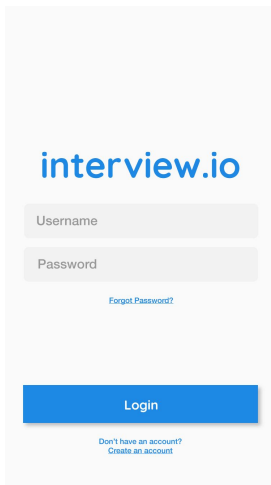 interview.io
Username
Password
Forgot Password?
Login
Don't have an account?
Create an account